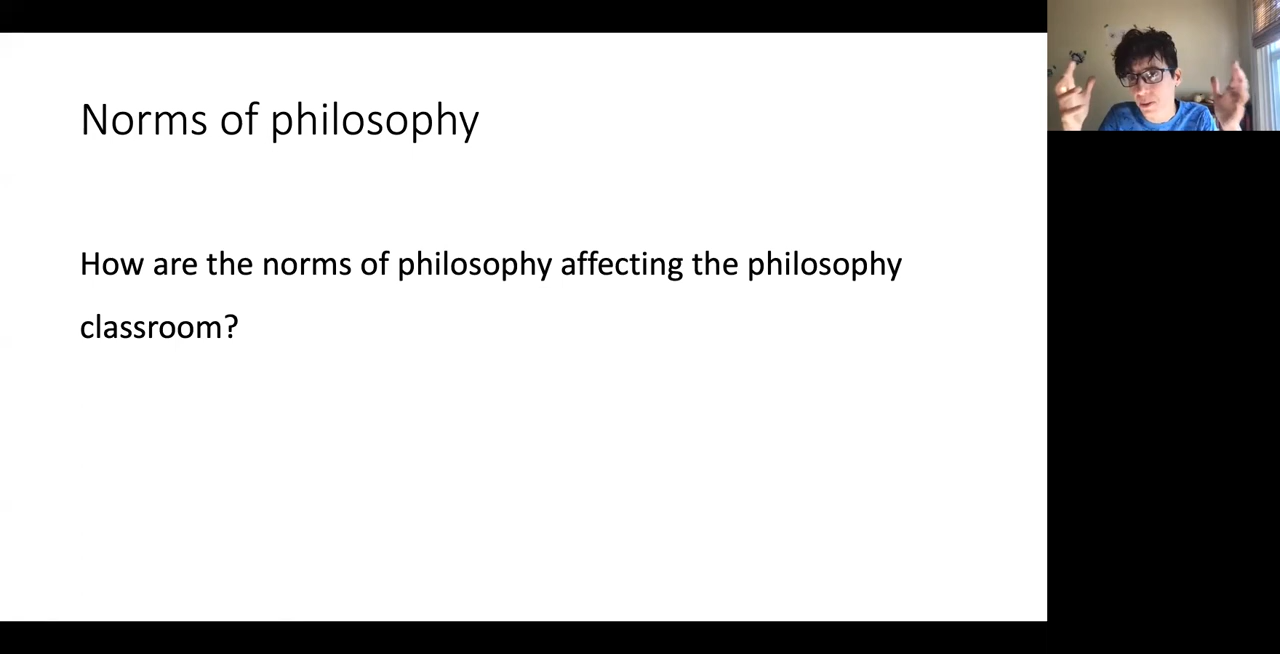 Norms of philosophy
How are the norms of philosophy affecting the philosophy
classroom?